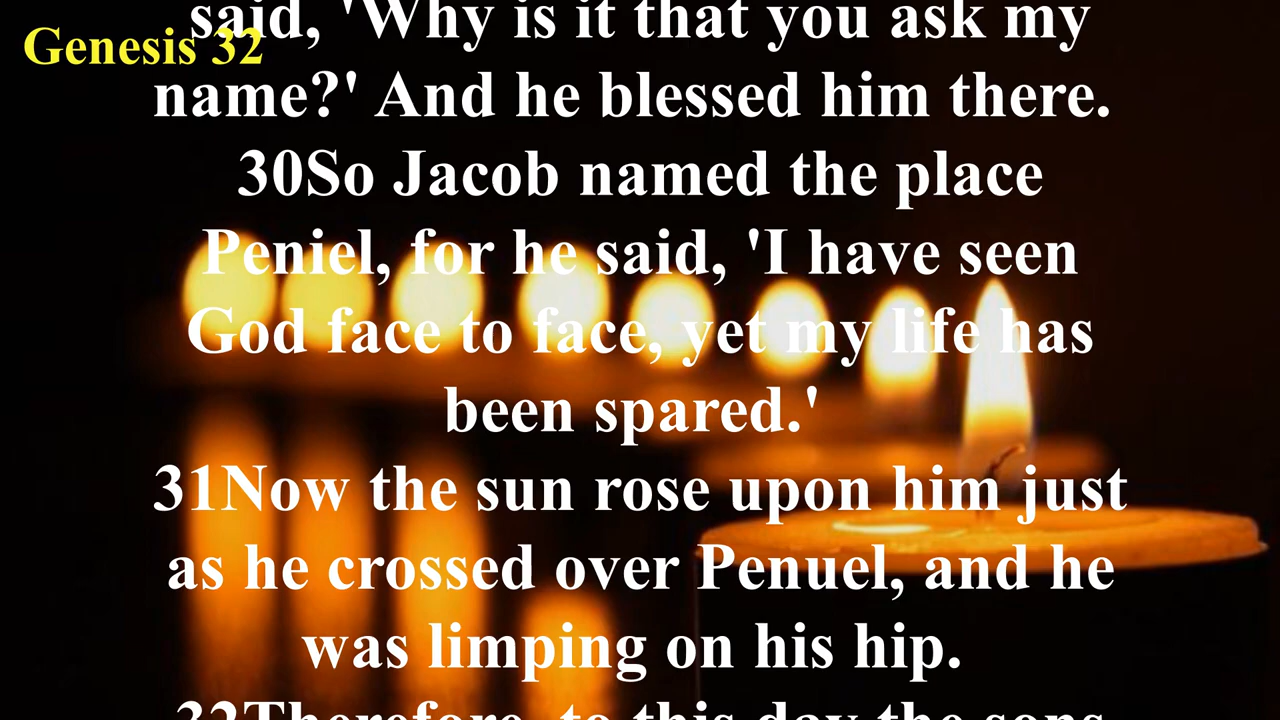 said, 'Why is it that you ask my
Genesis 32
name?' And he blessed him there.
30So Jacob named the place
Peniel, for he said, 'I have seen
God face to face, yet my life has
been spared.'
31Now the sun rose upon him just
as he crossed over Penuel, and he
was limping on his hip.
32Therefore, to this day the sons